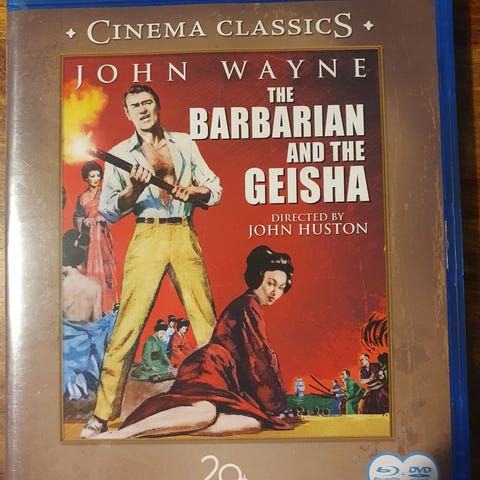 CINEMA CLASSICS
JOHN WAYNE
THE
BARBARIAN
AND THE
GEISHA
DIRECTED BY
JOHN HUSTON
20th
DVD